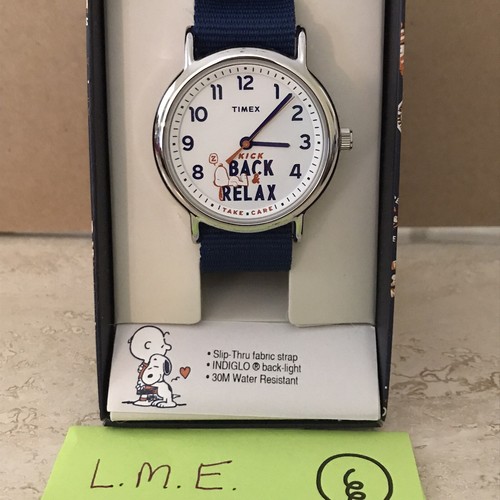 12
11
1
10
2
9
3
8
4
TIMEX
Z
KICK
BACK
&
RELAX
TAKE • CARE
• Slip-Thru fabric strap
• INDIGLO ® back-light
• 30M Water Resistant
L.M.E.